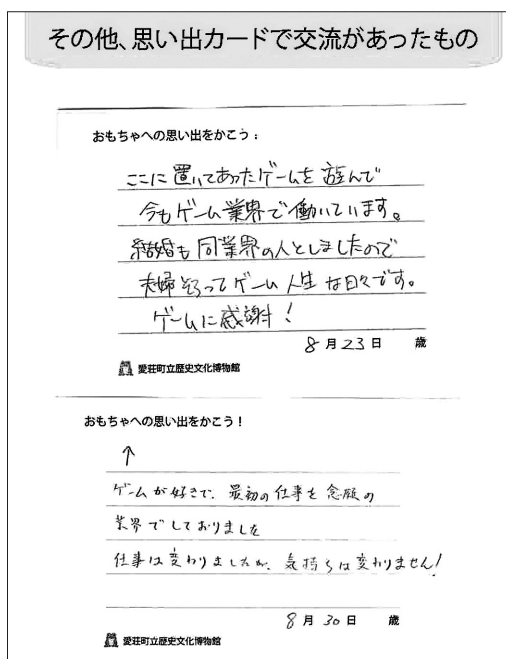 その他、思い出カードで交流があったもの
おもちゃへの思い出をかこう:
ここに置いてあったゲームを遊んで
今もゲーム業界で働いています。
結婚も同業界の人としましたので
夫婦そろってゲーム人生な日々です。
ゲームに感謝!
8月23日 歳
愛荘町立歴史文化博物館
おもちゃへの思い出をかこう!
↑
ゲームが好きで、最初の仕事を念願の
業界でしておりました
仕事は変わりましたが、気持ちは変わりません!
8月30日 歳
愛荘町立歴史文化博物館